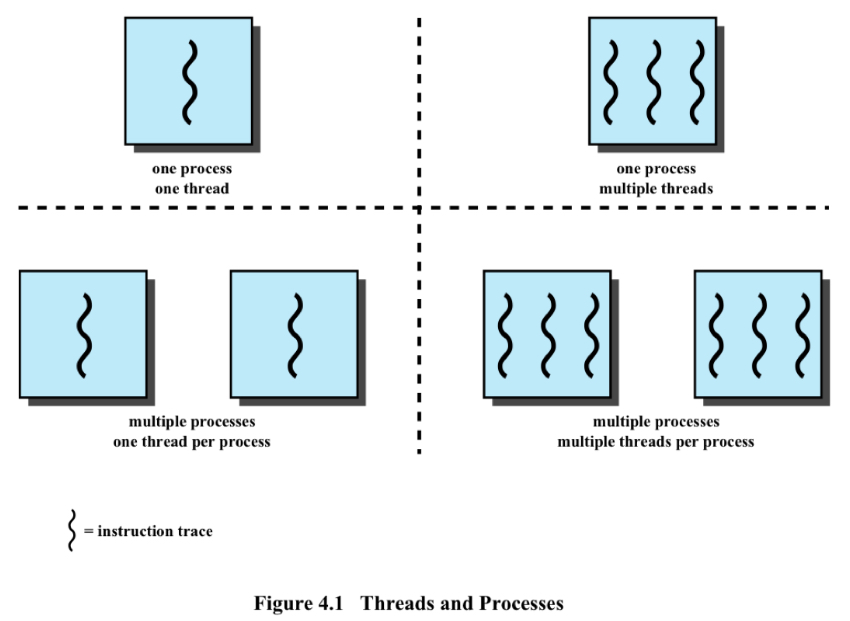 one process
one thread
one process
multiple threads
multiple processes
one thread per process
multiple processes
multiple threads per process
= instruction trace
Figure 4.1 Threads and Processes